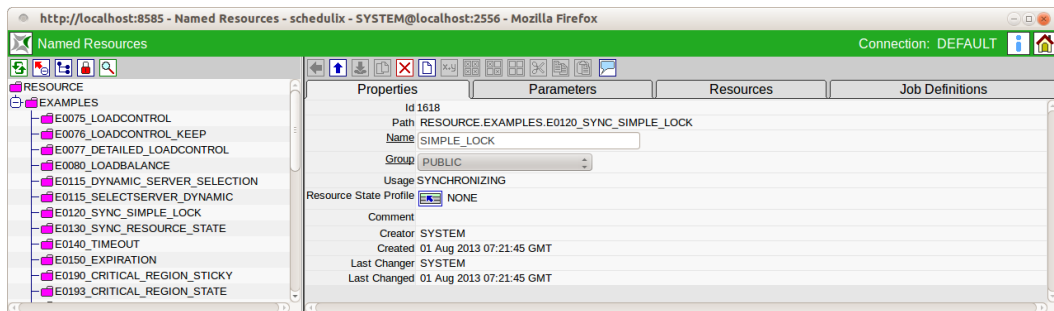 http://localhost:8585 - Named Resources - schedulix - SYSTEM@localhost:2556 - Mozilla Firefox
Named Resources
Connection: DEFAULT
RESOURCE
EXAMPLES
E0075_LOADCONTROL
E0076_LOADCONTROL_KEEP
E0077_DETAILED_LOADCONTROL
E0080_LOADBALANCE
E0115_DYNAMIC_SERVER_SELECTION
E0115_SELECTSERVER_DYNAMIC
E0120_SYNC_SIMPLE_LOCK
E0130_SYNC_RESOURCE_STATE
E0140_TIMEOUT
E0150_EXPIRATION
E0190_CRITICAL_REGION_STICKY
E0193_CRITICAL_REGION_STATE
x-y
Properties Parameters Resources Job Definitions
Id 1618
Path RESOURCE.EXAMPLES.E0120_SYNC_SIMPLE_LOCK
Name SIMPLE_LOCK
Group PUBLIC
Usage SYNCHRONIZING
Resource State Profile NONE
Comment
Creator SYSTEM
Created 01 Aug 2013 07:21:45 GMT
Last Changer SYSTEM
Last Changed 01 Aug 2013 07:21:45 GMT